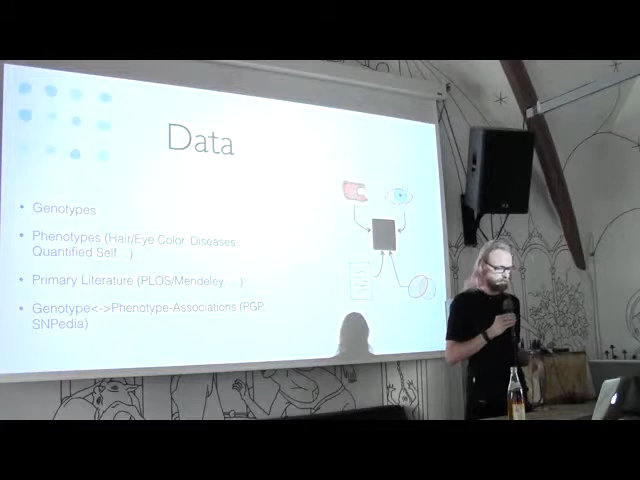 Data
• Genotypes
• Phenotypes (Hair/Eye Color, Diseases
Quantified Self ...)
• Primary Literature (PLOS/Mendeley ...)
• Genotype<->Phenotype-Associations (PGP,
SNPedia)